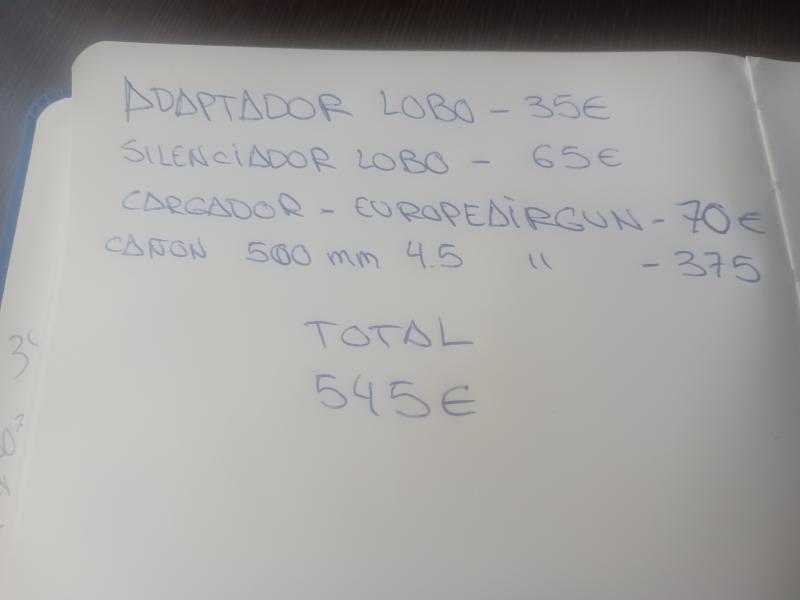 ADAPTADOR LOBO - 35€
SILENCIADOR LOBO - 65€
CARGADOR - EUROPEAIRGUN - 70€
CAÑON 500 mm 4.5 " - 375
TOTAL
545€